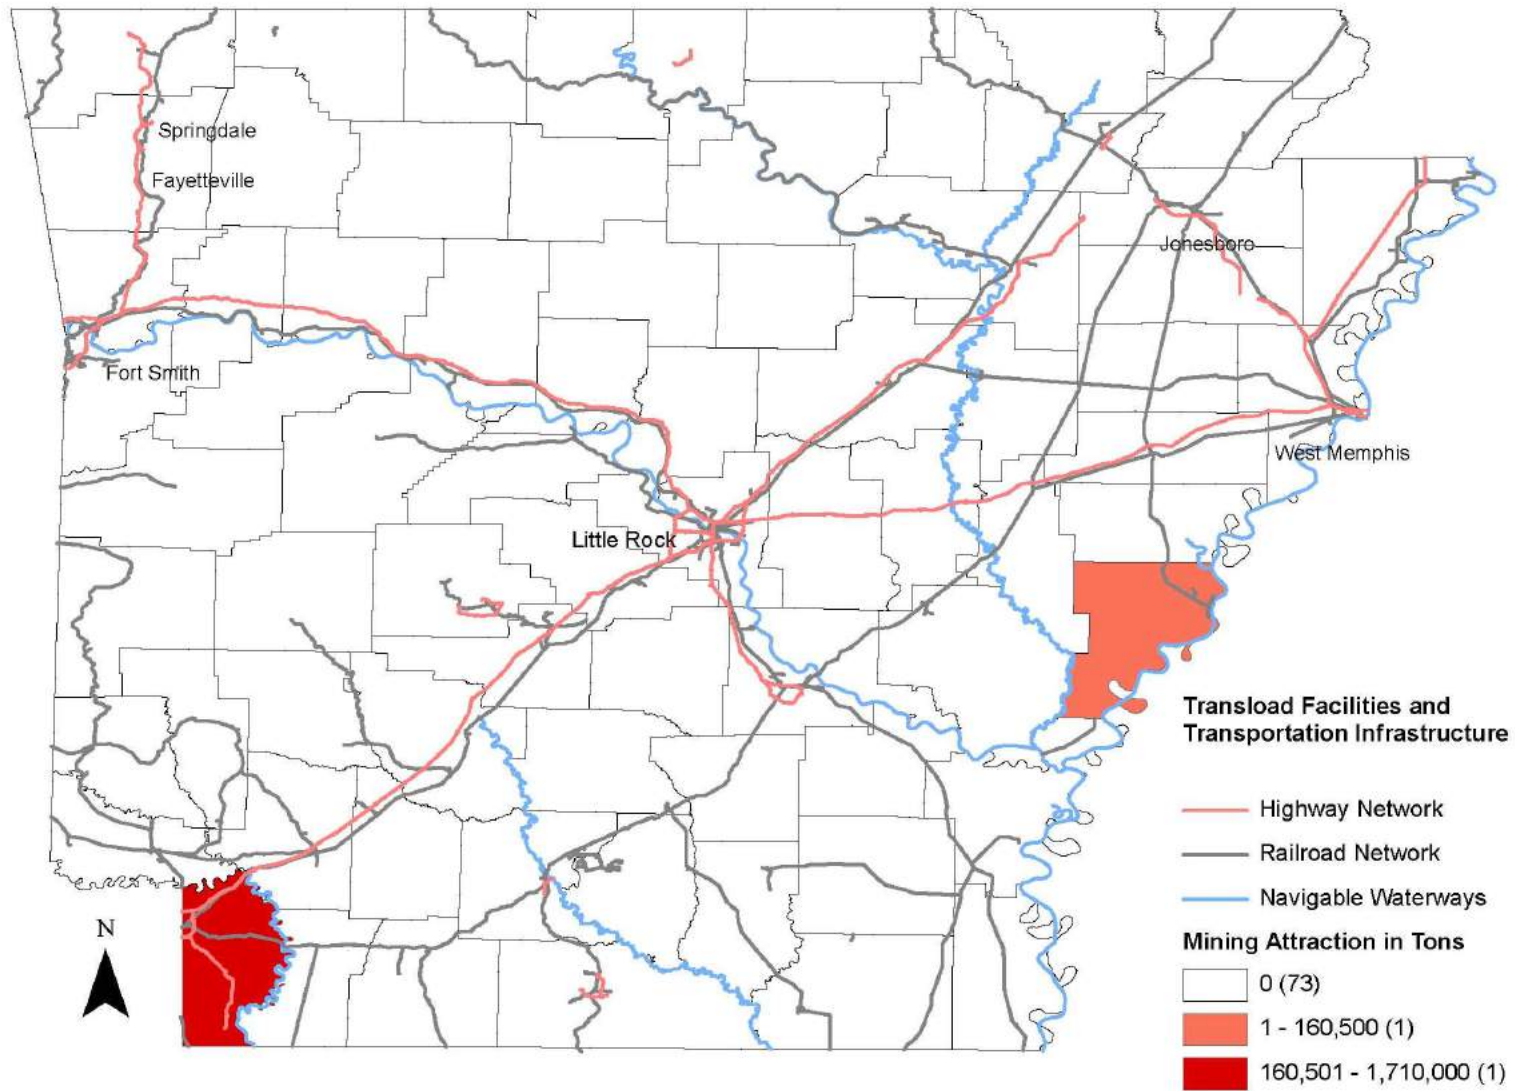 Springdale
Fayetteville
Jonesboro
Fort Smith
West Memphis
Little Rock
Transload Facilities and
Transportation Infrastructure
Highway Network
Railroad Network
Navigable Waterways
N
Mining Attraction in Tons
0 (73)
1 - 160,500 (1)
160,501 - 1,710,000 (1)